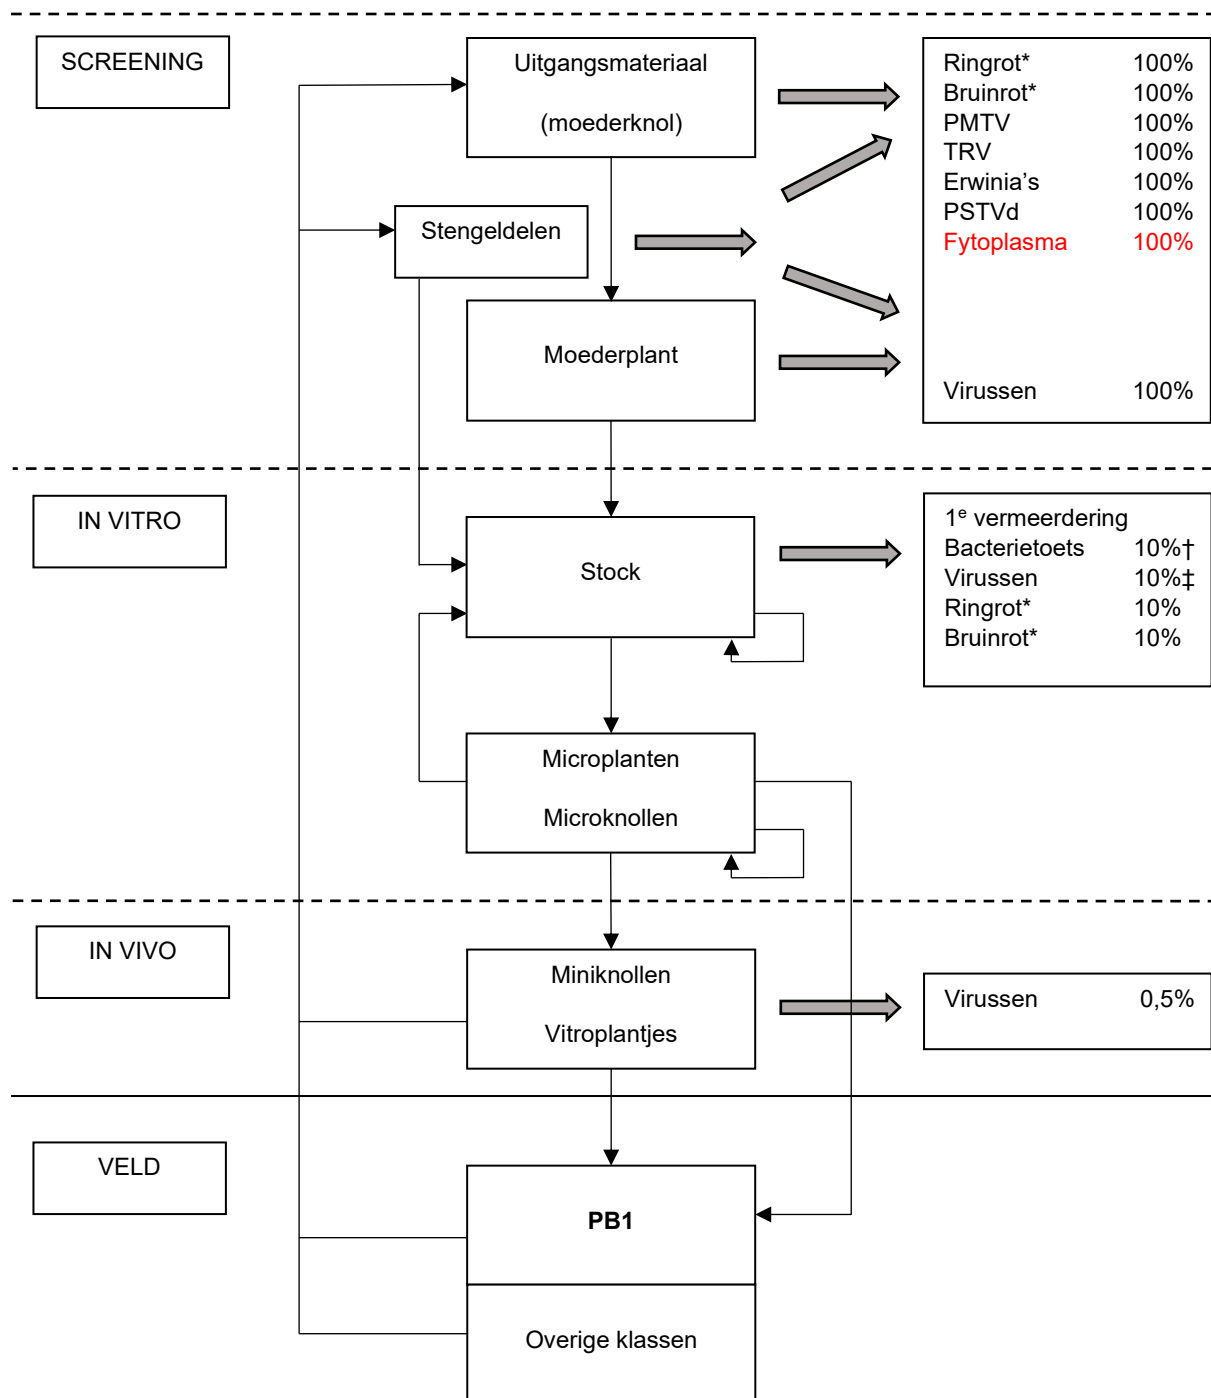 SCREENING
Uitgangsmateriaal
(moederknol)
Ringrot* 100%
Bruinrot* 100%
PMTV 100%
TRV 100%
Erwinia’s 100%
PSTVd 100%
Fytoplasma 100%
Virussen 100%
Stengeldelen
Moederplant
IN VITRO
Stock
1e vermeerdering
Bacterietoets 10%†
Virussen 10%‡
Ringrot* 10%
Bruinrot* 10%
Microplanten
Microknollen
IN VIVO
Miniknollen
Vitroplantjes
Virussen 0,5%
VELD
PB1
Overige klassen